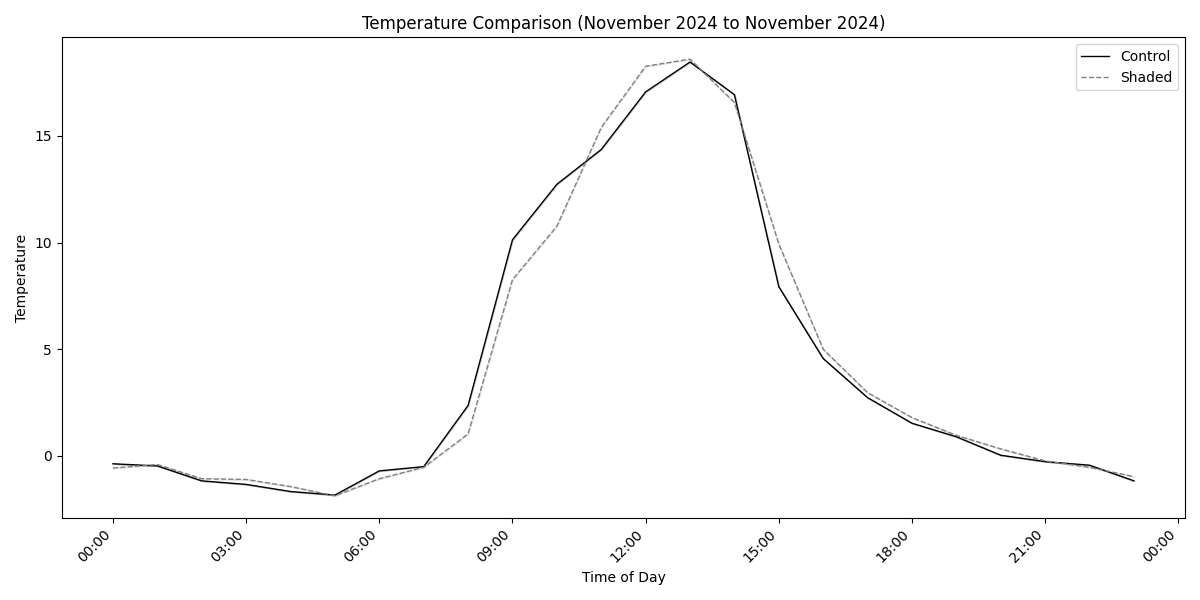 Temperature Comparison (November 2024 to November 2024)
Control
Shaded
Temperature
15
10
5
0
00:00
03:00
06:00
09:00
12:00
15:00
18:00
21:00
00:00
Time of Day